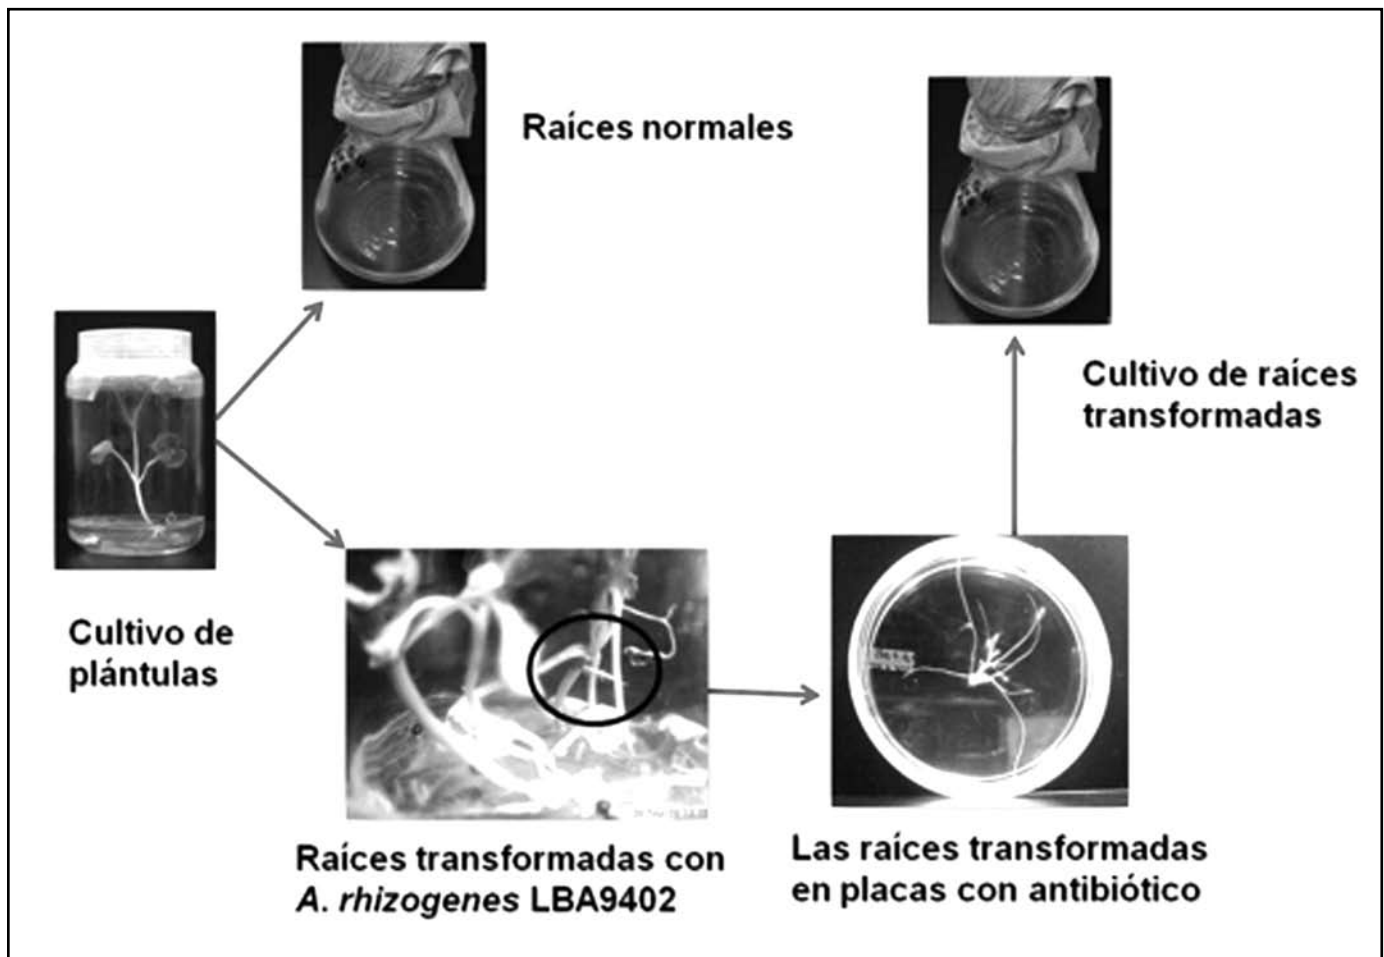 Raíces normales
Cultivo de raíces
transformadas
Cultivo de
plántulas
Raíces transformadas con
A. rhizogenes LBA9402
Las raíces transformadas
en placas con antibiótico